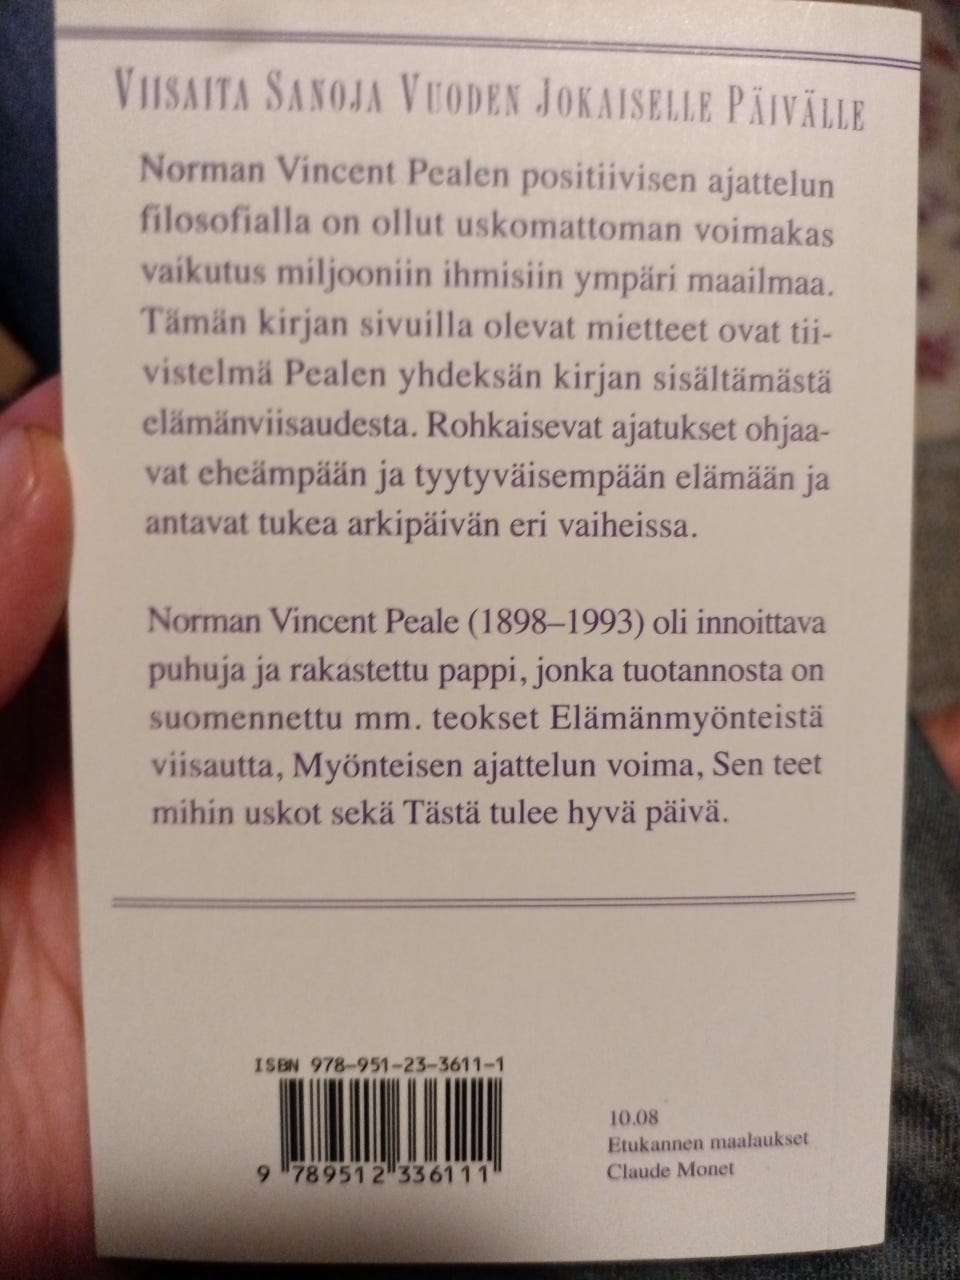 VIISAITA SANOJA VUODEN JOKAISELLE PÄIVÄLLE
Norman Vincent Pealen positiivisen ajattelun
filosofialla on ollut uskomattoman voimakas
vaikutus miljooniin ihmisiin ympäri maailmaa.
Tämän kirjan sivuilla olevat mietteet ovat tii-
vistelmä Pealen yhdeksän kirjan sisältämästä
elämänviisaudesta. Rohkaisevat ajatukset ohjaa-
vat eheämpään ja tyytyväisempään elämään ja
antavat tukea arkipäivän eri vaiheissa.
Norman Vincent Peale (1898–1993) oli innoittava
puhuja ja rakastettu pappi, jonka tuotannosta on
suomennettu mm. teokset Elämänmyönteistä
viisautta, Myönteisen ajattelun voima, Sen teet
mihin uskot sekä Tästä tulee hyvä päivä.
ISBN 978-951-23-3611-1
9 789512 336111
10.08
Etukannen maalaukset
Claude Monet